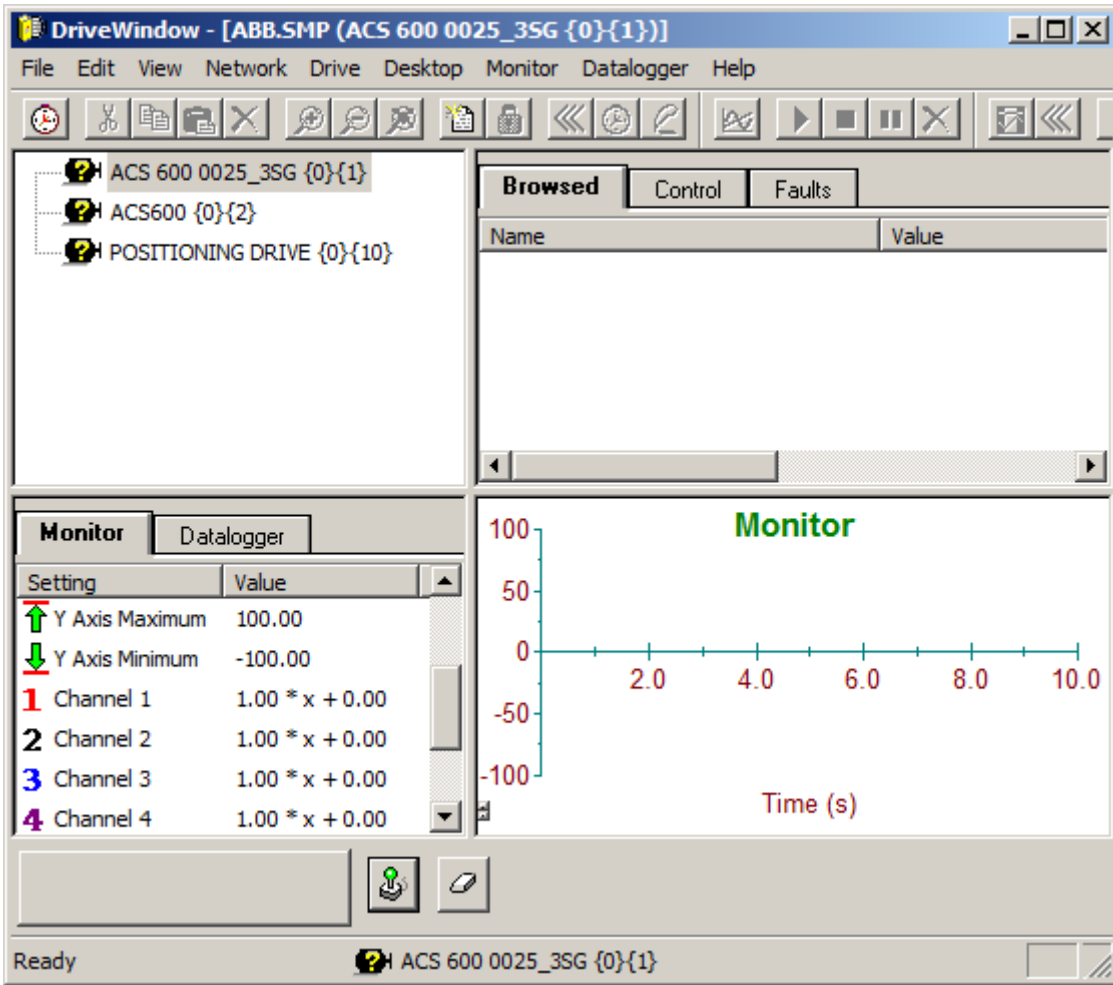 DriveWindow - [ABB.SMP (ACS 600 0025_3SG {0}{1})]
File Edit View Network Drive Desktop Monitor Datalogger Help
ACS 600 0025_3SG {0}{1}
ACS600 {0}{2}
POSITIONING DRIVE {0}{10}
Browsed Control Faults
Name Value
Monitor Datalogger
Setting Value
Y Axis Maximum 100.00
Y Axis Minimum -100.00
1 Channel 1 1.00 * x + 0.00
2 Channel 2 1.00 * x + 0.00
3 Channel 3 1.00 * x + 0.00
4 Channel 4 1.00 * x + 0.00
Monitor
100
50
0
-50
-100
2.0 4.0 6.0 8.0 10.0
Time (s)
Ready ACS 600 0025_3SG {0}{1}